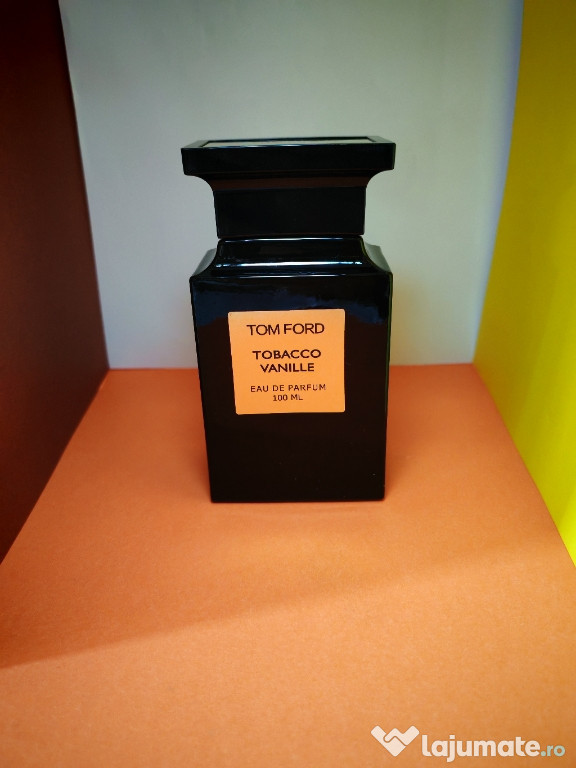 TOM FORD
TOBACCO
VANILLE
EAU DE PARFUM
100 ML
lajumate.ro